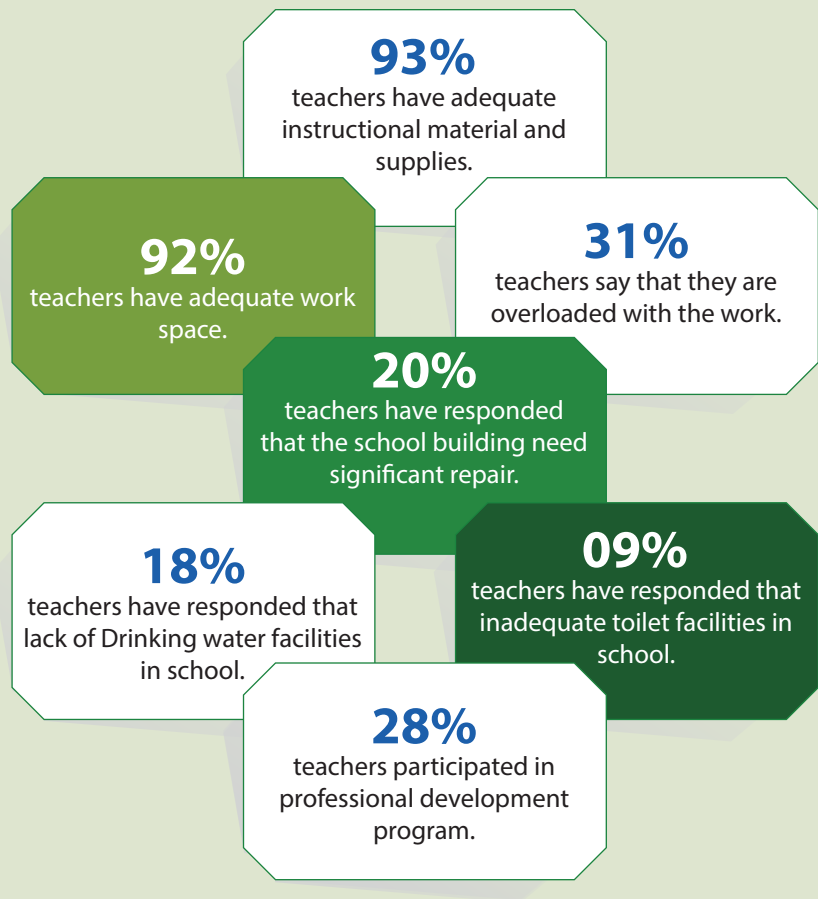 93%
teachers have adequate
instructional material and
supplies.
92%
teachers have adequate work
space.
31%
teachers say that they are
overloaded with the work.
20%
teachers have responded
that the school building need
significant repair.
18%
teachers have responded that
lack of Drinking water facilities
in school.
09%
teachers have responded that
inadequate toilet facilities in
school.
28%
teachers participated in
professional development
program.